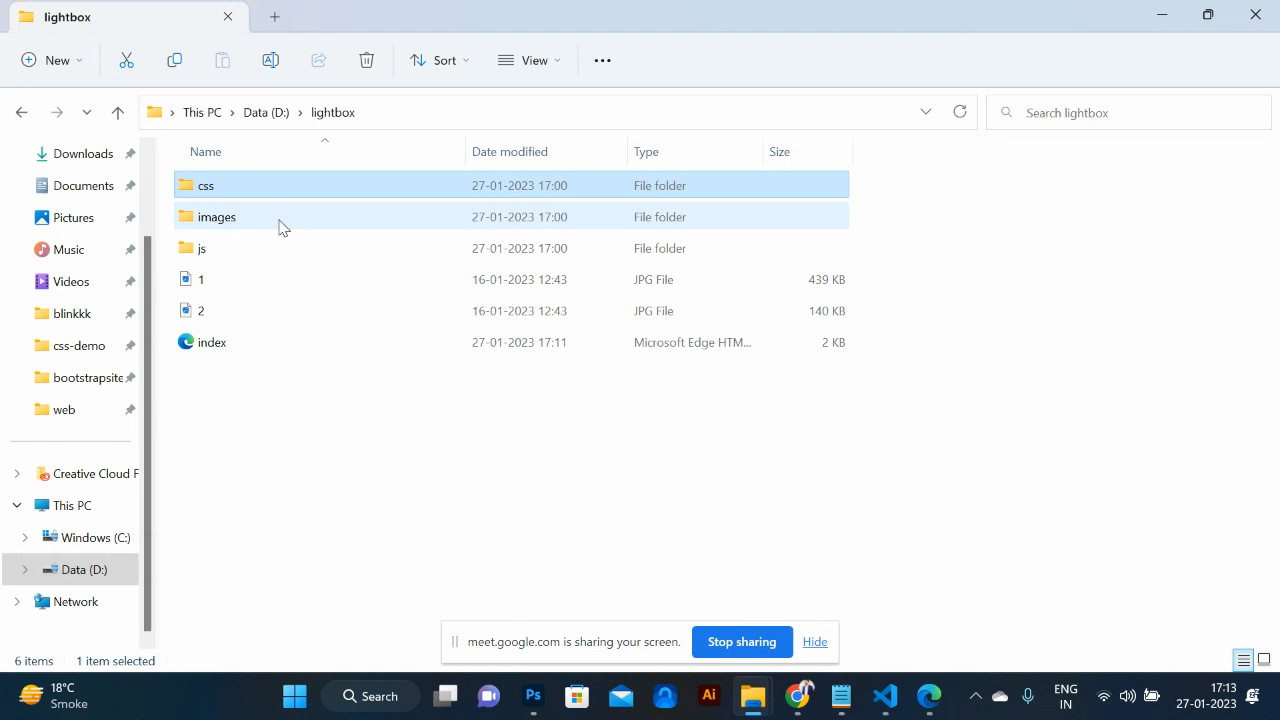 lightbox
New
Sort
View
This PC > Data (D:) > lightbox
Search lightbox
Name Date modified Type Size
css 27-01-2023 17:00 File folder
images 27-01-2023 17:00 File folder
js 27-01-2023 17:00 File folder
1 16-01-2023 12:43 JPG File 439 KB
2 16-01-2023 12:43 JPG File 140 KB
index 27-01-2023 17:11 Microsoft Edge HTM... 2 KB
Downloads
Documents
Pictures
Music
Videos
blinkkk
css-demo
bootstrapsite
web
Creative Cloud F
This PC
Windows (C:)
Data (D:)
Network
meet.google.com is sharing your screen. Stop sharing Hide
6 items 1 item selected
18°C
Smoke
Search
Ps
Ai
ENG
IN
17:13
27-01-2023